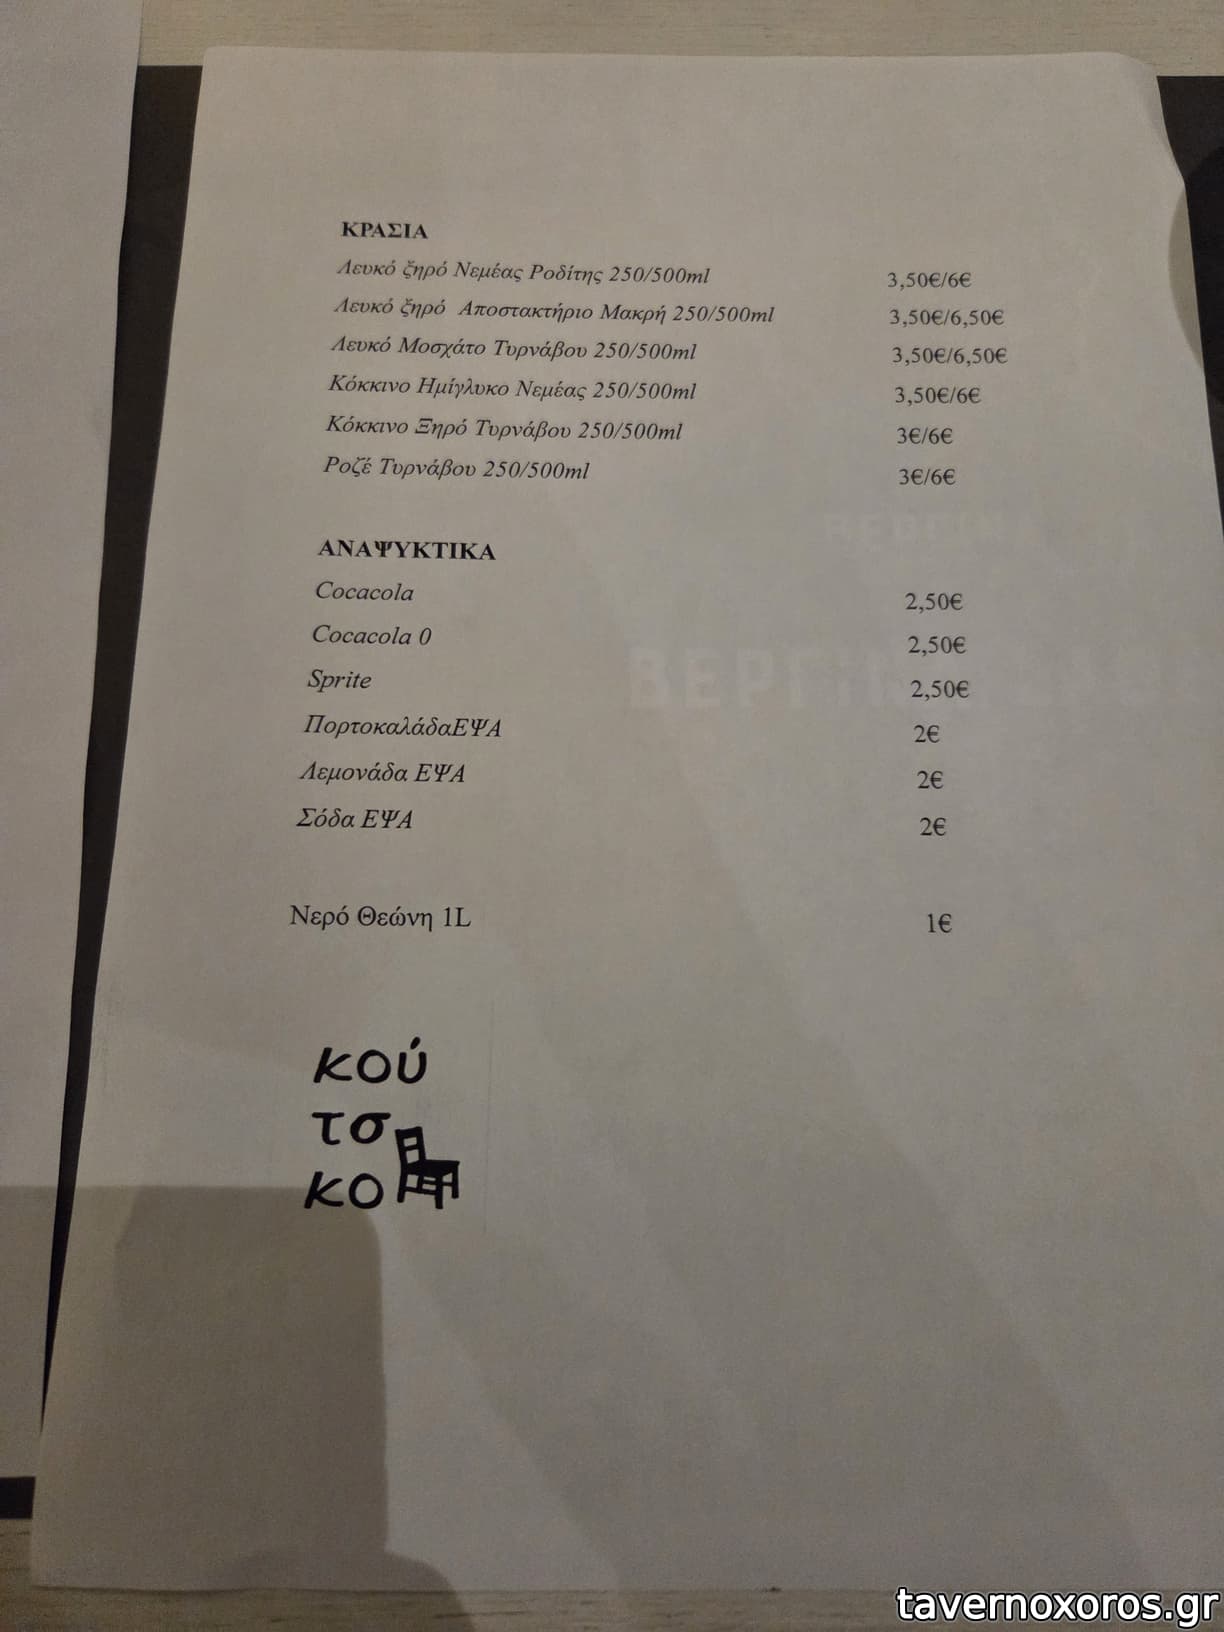 ΚΡΑΣΙΑ
Λευκό ξηρό Νεμέας Ροδίτης 250/500ml 3,50€/6€
Λευκό ξηρό Αποστακτήριο Μακρή 250/500ml 3,50€/6,50€
Λευκό Μοσχάτο Τυρνάβου 250/500ml 3,50€/6,50€
Κόκκινο Ημίγλυκο Νεμέας 250/500ml 3,50€/6€
Κόκκινο Ξηρό Τυρνάβου 250/500ml 3€/6€
Ροζέ Τυρνάβου 250/500ml 3€/6€
ΑΝΑΨΥΚΤΙΚΑ
Cocacola 2,50€
Cocacola 0 2,50€
Sprite 2,50€
ΠορτοκαλάδαΕΨΑ 2€
Λεμονάδα ΕΨΑ 2€
Σόδα ΕΨΑ 2€
Νερό Θεώνη 1L 1€
κού
τσ
κο
tavernoxoros.gr